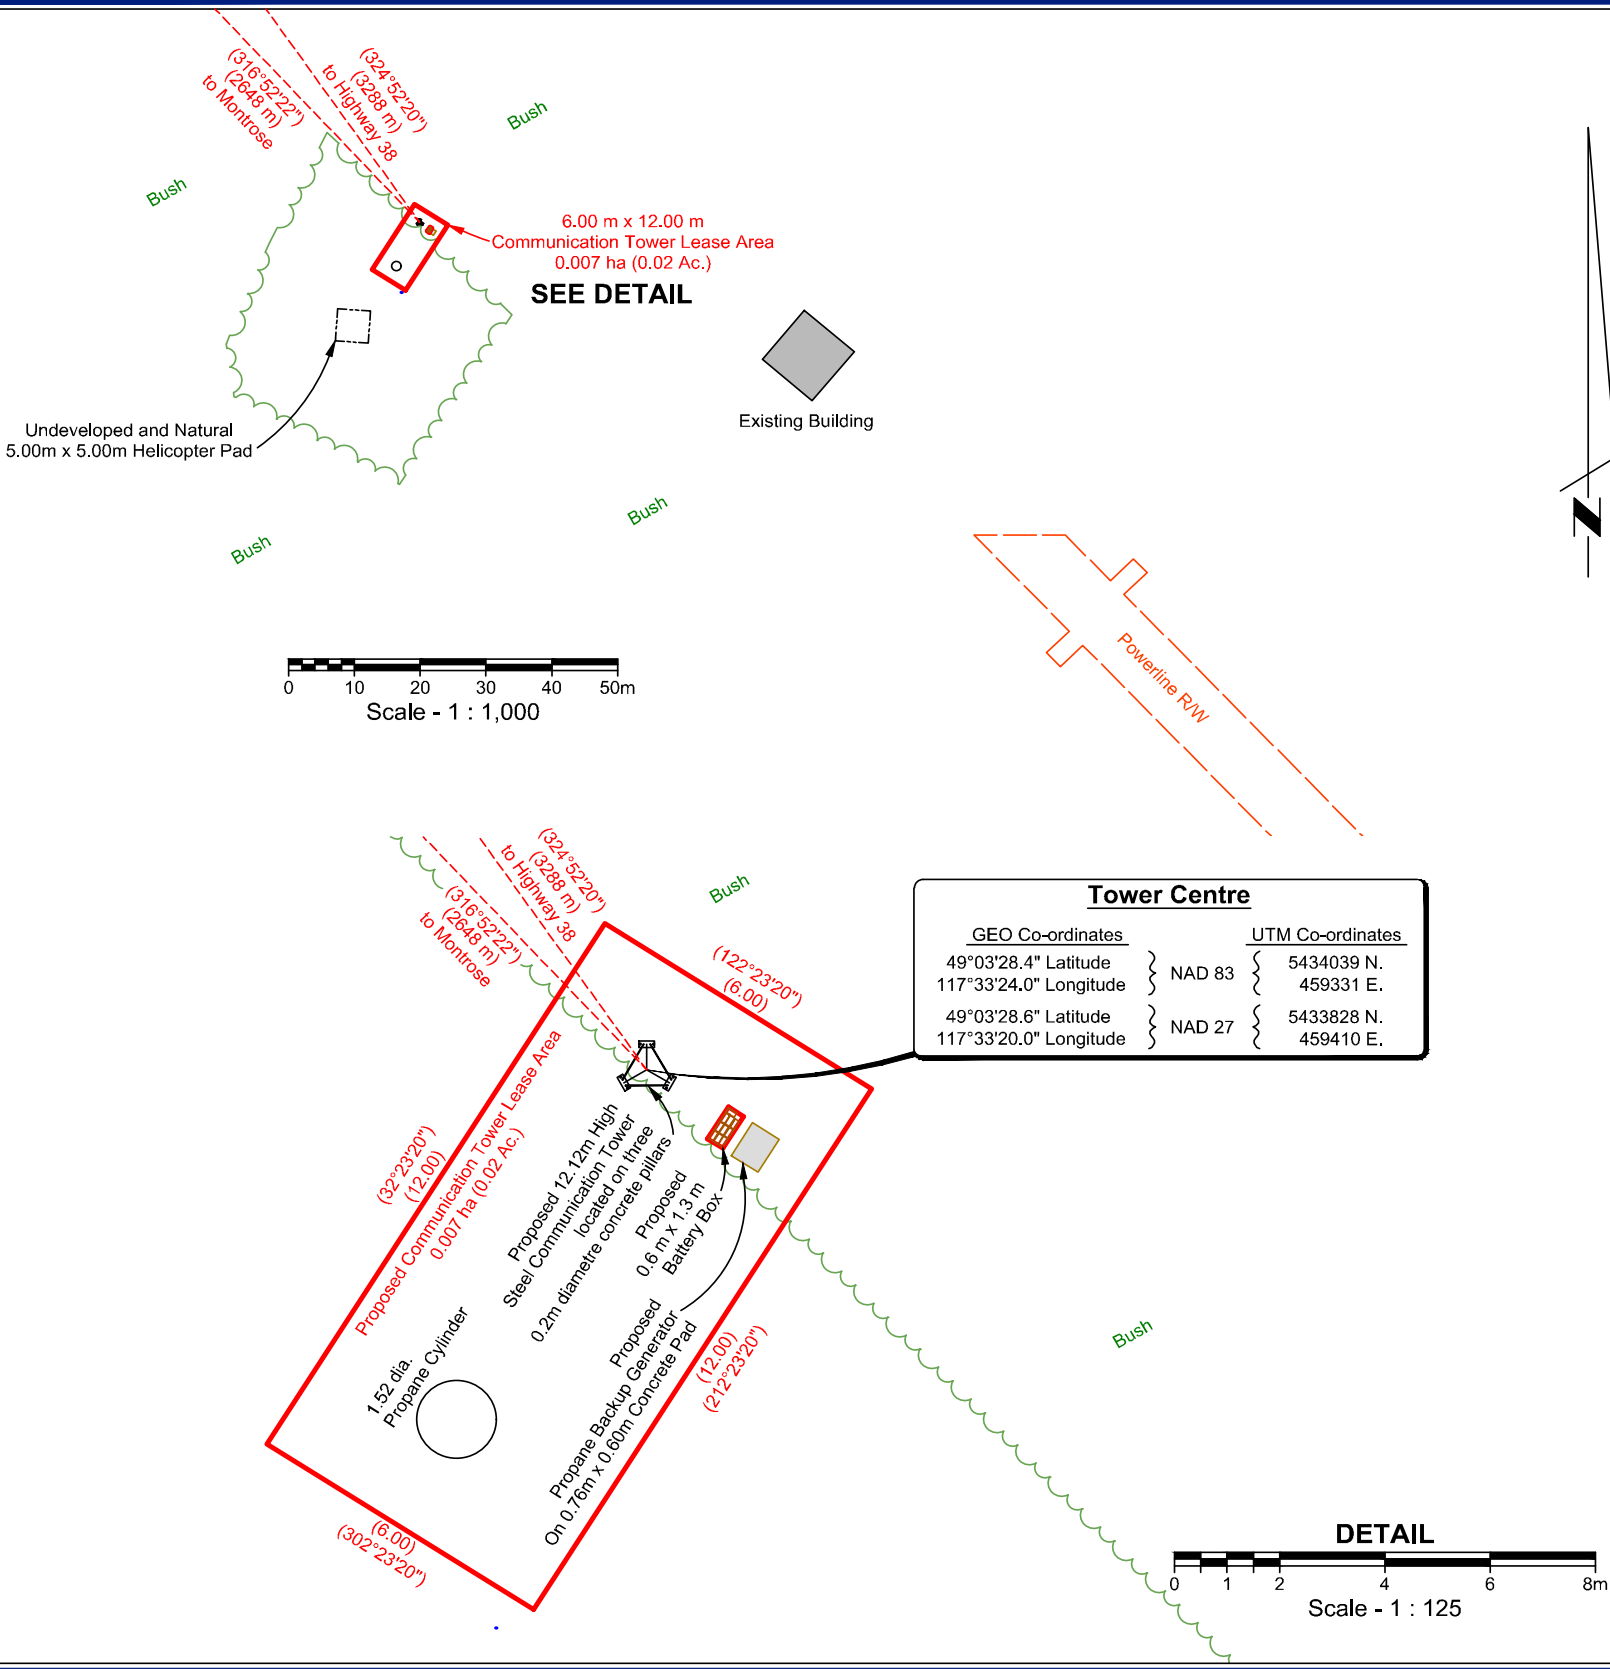 (316°52'22")
(2648 m)
to Montrose
(324°52'20")
(3288 m)
to Highway 38
Bush
Bush
6.00 m x 12.00 m
Communication Tower Lease Area
0.007 ha (0.02 Ac.)
SEE DETAIL
Existing Building
Undeveloped and Natural
5.00m x 5.00m Helicopter Pad
Bush
Bush
N
Powerline R/W
0 10 20 30 40 50m
Scale - 1 : 1,000
(324°52'20")
(3288 m)
to Highway 38
(316°52'22")
(2648 m)
to Montrose
Bush
(122°23'20")
(6.00)
Tower Centre
GEO Co-ordinates UTM Co-ordinates
49°03'28.4" Latitude NAD 83 5434039 N.
117°33'24.0" Longitude 459331 E.
49°03'28.6" Latitude NAD 27 5433828 N.
117°33'20.0" Longitude 459410 E.
(32°23'20")
(12.00)
Proposed Communication Tower Lease Area
0.007 ha (0.02 Ac.)
Proposed 12.12m High
Steel Communication Tower
located on three
0.2m diametre concrete pillars
Proposed
0.6 m x 1.3 m
Battery Box
Proposed
Propane Backup Generator
On 0.76m x 0.60m Concrete Pad
(12.00)
(212°23'20")
1.52 dia.
Propane Cylinder
(6.00)
(302°23'20")
Bush
DETAIL
0 1 2 4 6 8m
Scale - 1 : 125